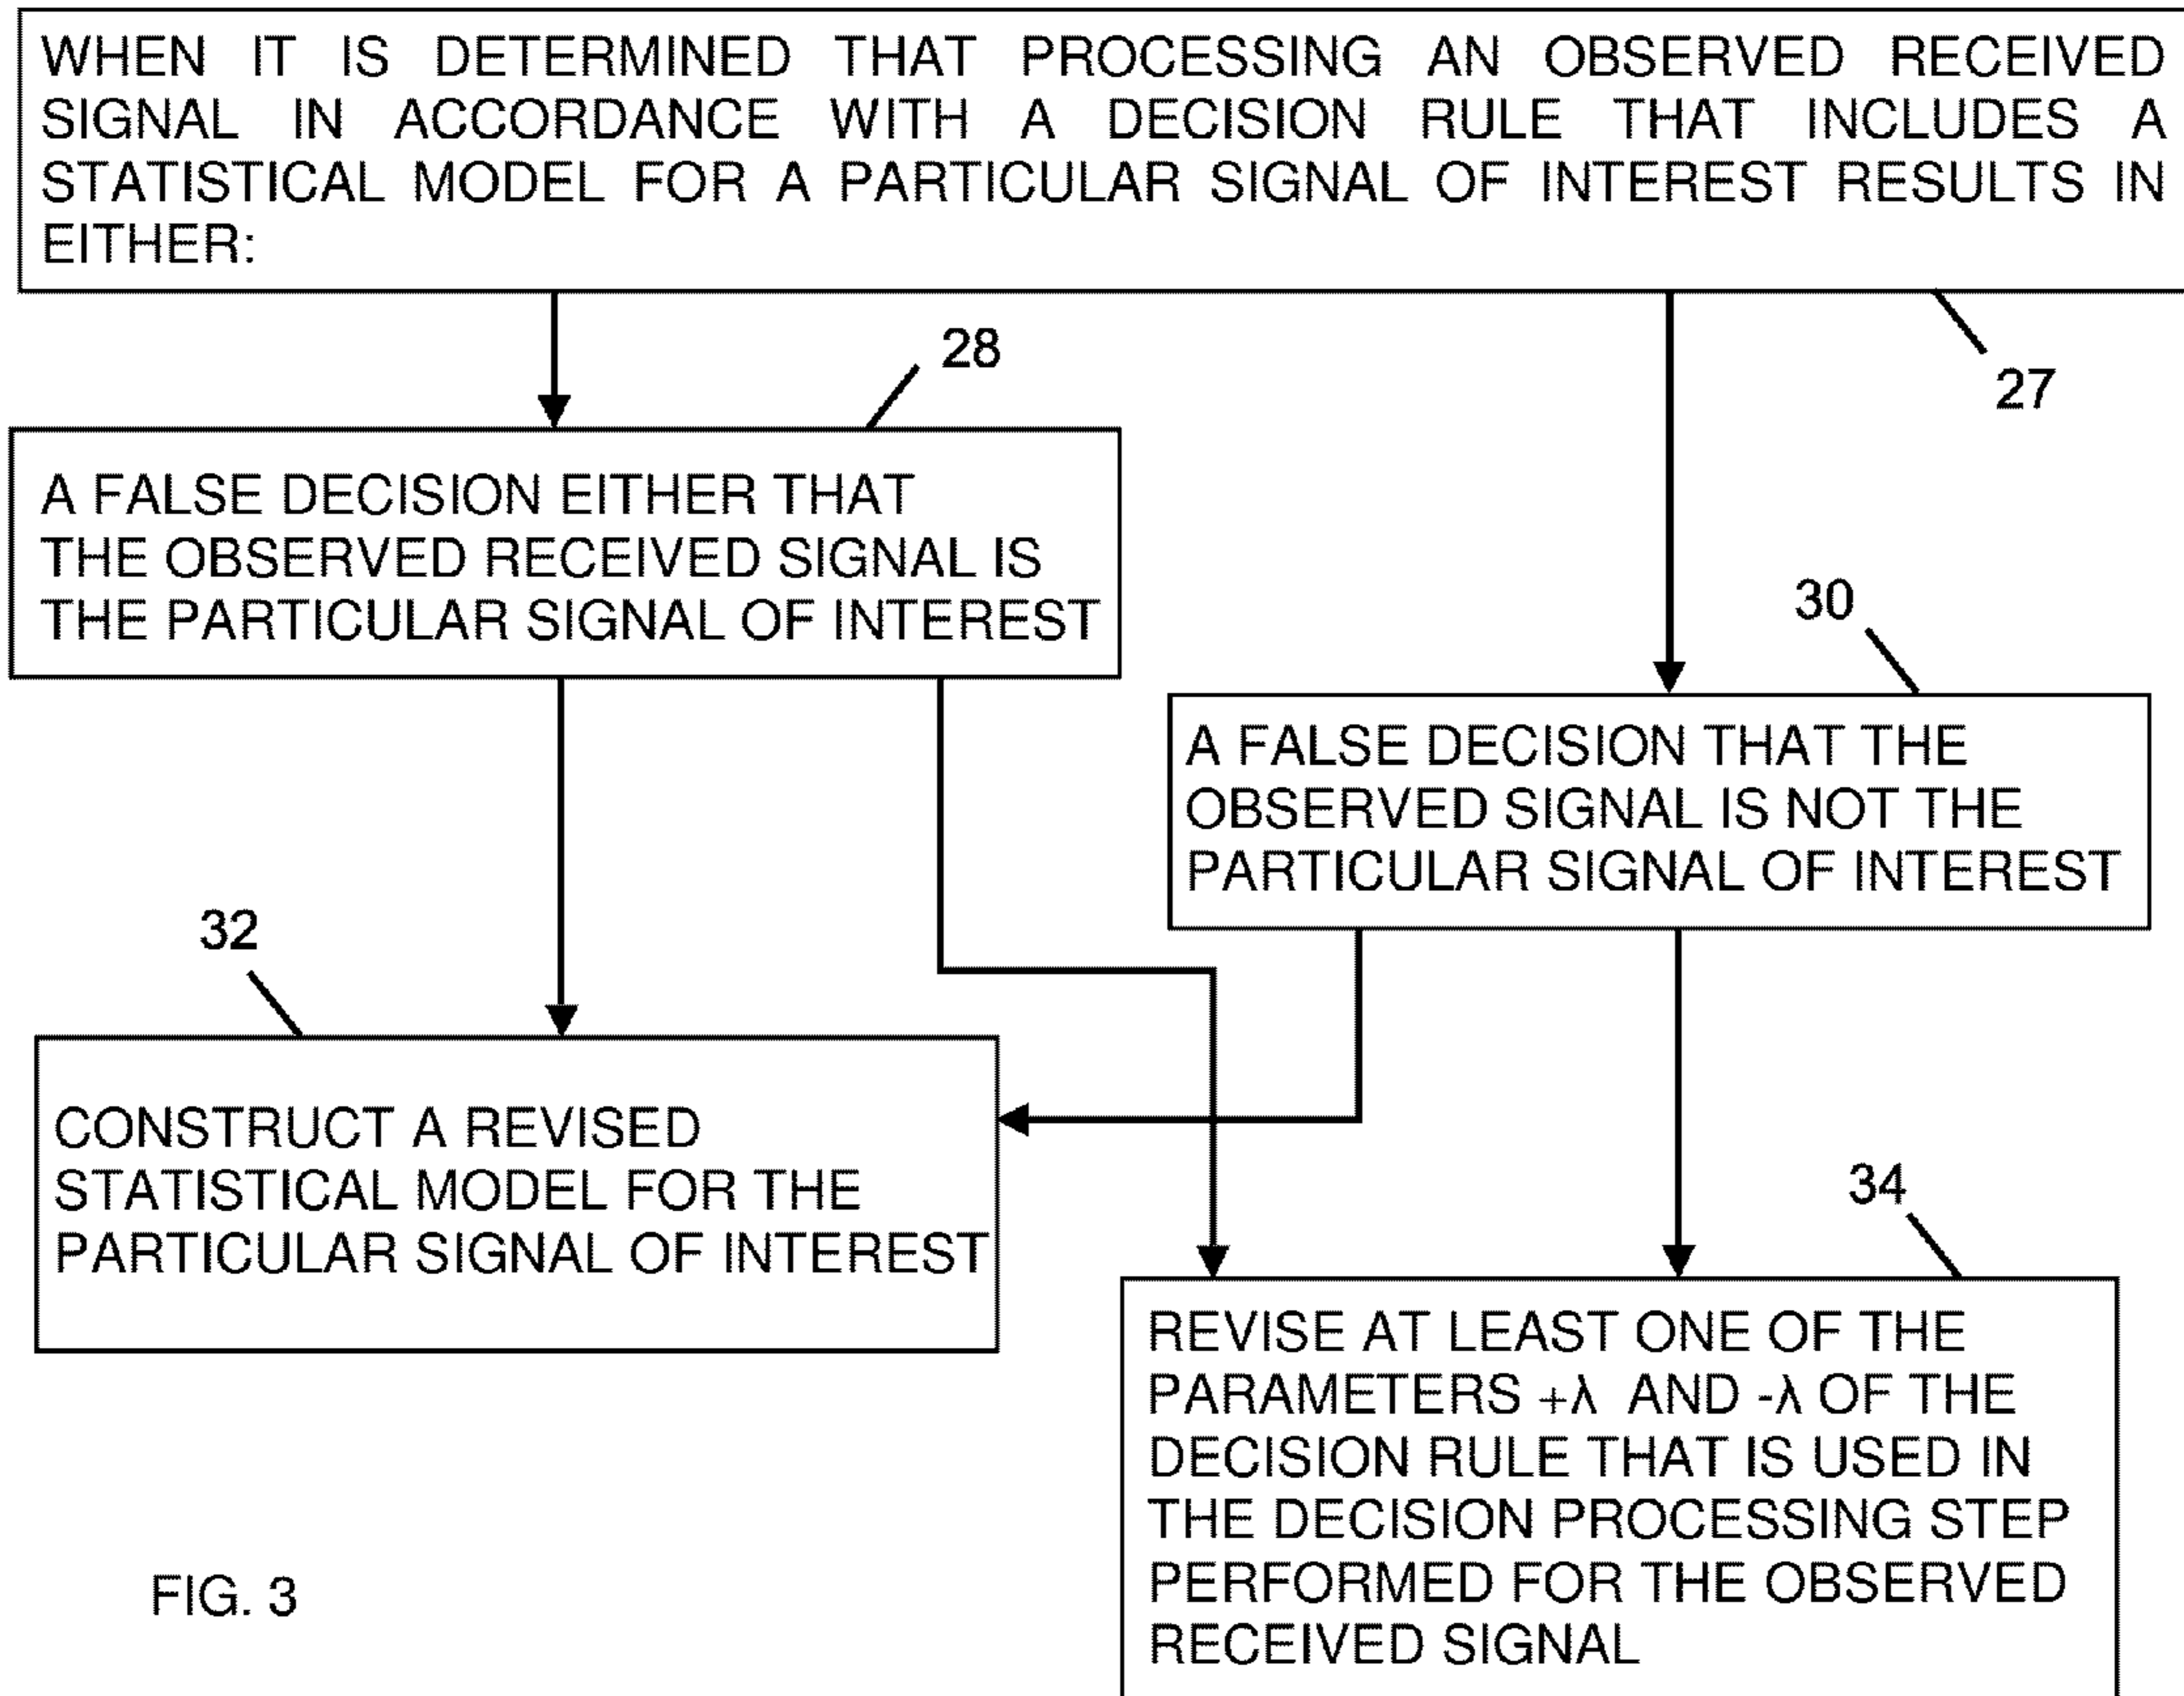 WHEN IT IS DETERMINED THAT PROCESSING AN OBSERVED RECEIVED
SIGNAL IN ACCORDANCE WITH A DECISION RULE THAT INCLUDES A
STATISTICAL MODEL FOR A PARTICULAR SIGNAL OF INTEREST RESULTS IN
EITHER:
28
27
A FALSE DECISION EITHER THAT
THE OBSERVED RECEIVED SIGNAL IS
THE PARTICULAR SIGNAL OF INTEREST
30
A FALSE DECISION THAT THE
OBSERVED SIGNAL IS NOT THE
PARTICULAR SIGNAL OF INTEREST
32
CONSTRUCT A REVISED
STATISTICAL MODEL FOR THE
PARTICULAR SIGNAL OF INTEREST
34
REVISE AT LEAST ONE OF THE
PARAMETERS +λ AND -λ OF THE
DECISION RULE THAT IS USED IN
THE DECISION PROCESSING STEP
PERFORMED FOR THE OBSERVED
RECEIVED SIGNAL
FIG. 3